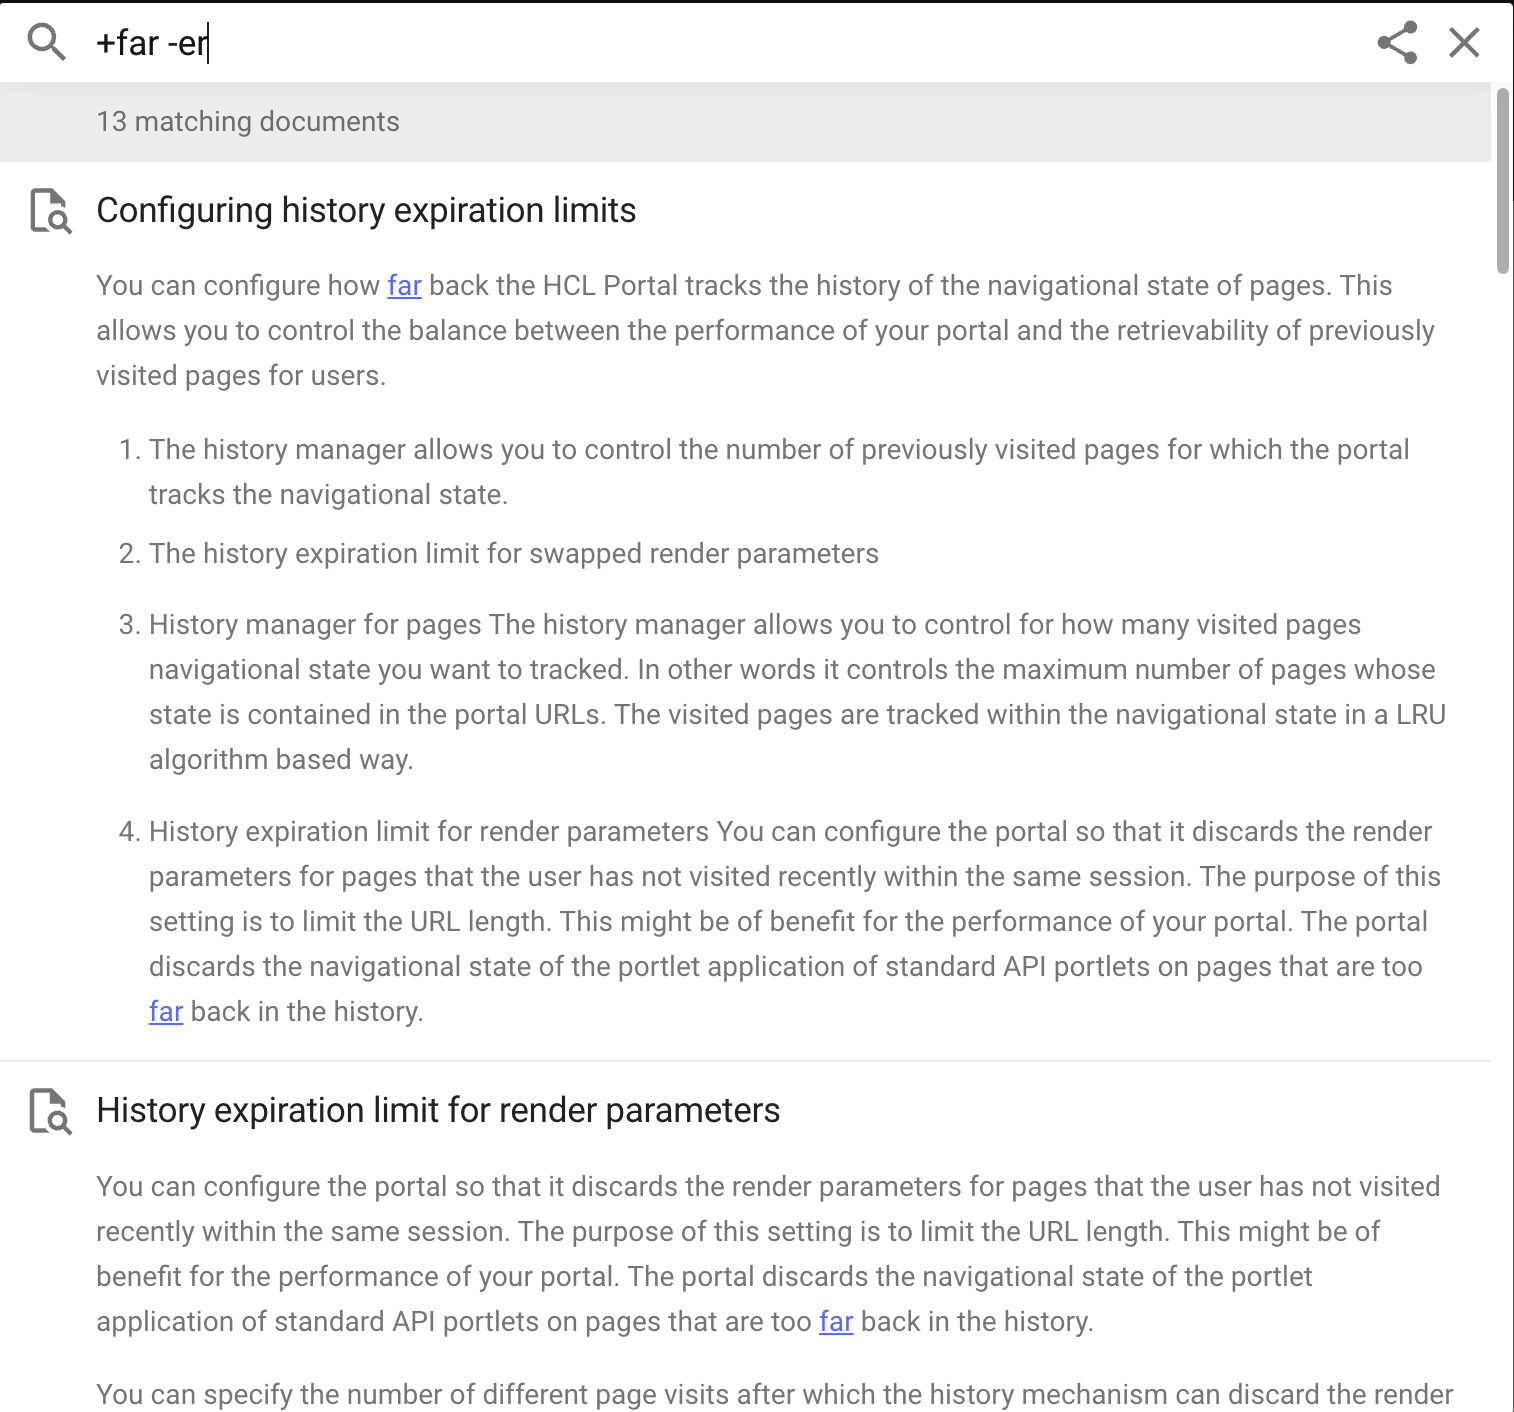 +far -er
13 matching documents
Configuring history expiration limits
You can configure how far back the HCL Portal tracks the history of the navigational state of pages. This
allows you to control the balance between the performance of your portal and the retrievability of previously
visited pages for users.
1. The history manager allows you to control the number of previously visited pages for which the portal
tracks the navigational state.
2. The history expiration limit for swapped render parameters
3. History manager for pages The history manager allows you to control for how many visited pages
navigational state you want to tracked. In other words it controls the maximum number of pages whose
state is contained in the portal URLs. The visited pages are tracked within the navigational state in a LRU
algorithm based way.
4. History expiration limit for render parameters You can configure the portal so that it discards the render
parameters for pages that the user has not visited recently within the same session. The purpose of this
setting is to limit the URL length. This might be of benefit for the performance of your portal. The portal
discards the navigational state of the portlet application of standard API portlets on pages that are too
far back in the history.
History expiration limit for render parameters
You can configure the portal so that it discards the render parameters for pages that the user has not visited
recently within the same session. The purpose of this setting is to limit the URL length. This might be of
benefit for the performance of your portal. The portal discards the navigational state of the portlet
application of standard API portlets on pages that are too far back in the history.
You can specify the number of different page visits after which the history mechanism can discard the render